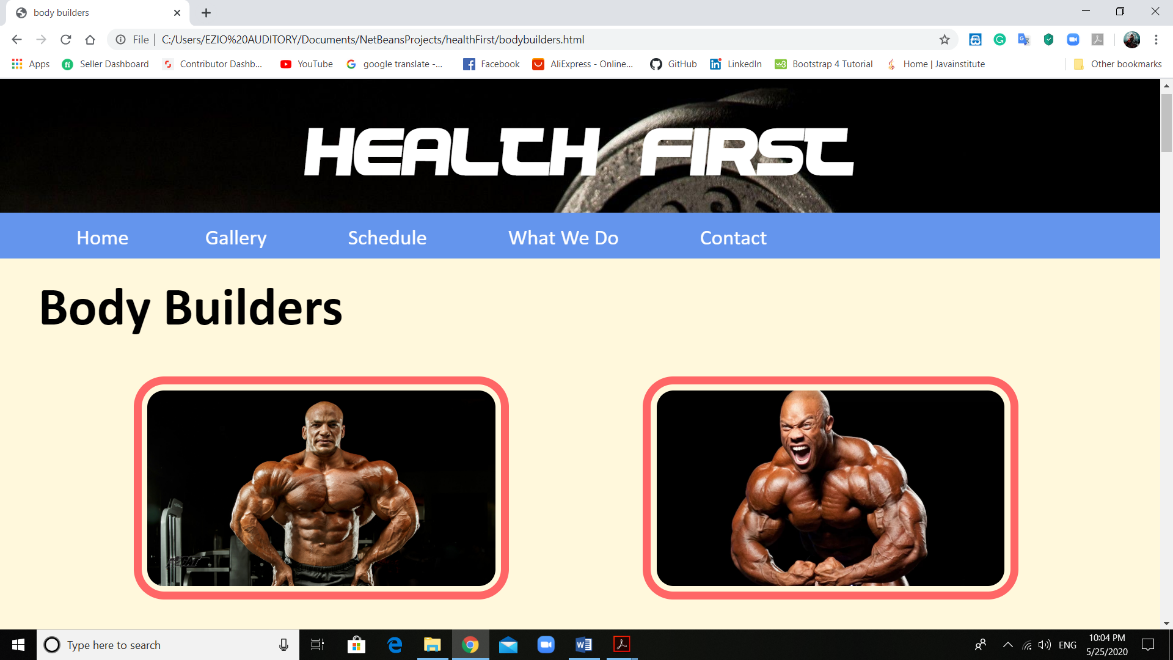 body builders
File | C:/Users/EZIO%20AUDITORY/Documents/NetBeansProjects/healthFirst/bodybuilders.html
Apps Seller Dashboard Contributor Dashb... YouTube google translate -... Facebook AliExpress - Online... GitHub LinkedIn Bootstrap 4 Tutorial Home | Javainstitute Other bookmarks
HEALTH FIRST
Home Gallery Schedule What We Do Contact
Body Builders
Type here to search
ENG
10:04 PM
5/25/2020